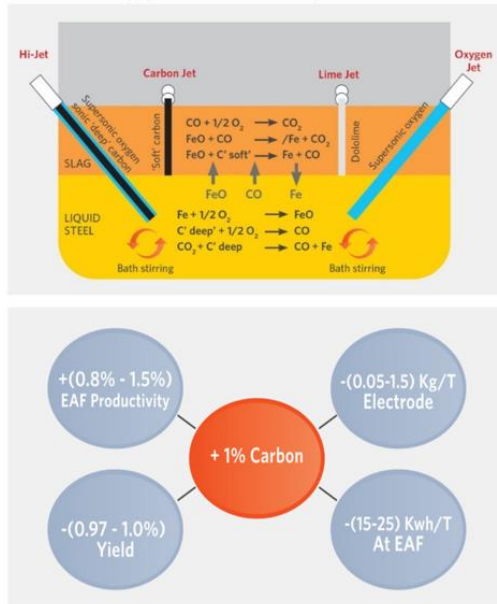 Hi-Jet
Supersonic oxygen
sonic 'deep' carbon
Carbon Jet
'Soft' carbon
Lime Jet
Dololime
Oxygen
Jet
Supersonic oxygen
CO + 1/2 O₂ → CO₂
FeO + CO → /Fe + CO₂
FeO + C' soft' → Fe + CO
SLAG
FeO CO Fe
LIQUID
STEEL
Fe + 1/2 O₂ → FeO
C' deep' + 1/2 O₂ → CO
CO₂ + C' deep → CO + Fe
Bath stirring
Bath stirring
+(0.8% - 1.5%)
EAF Productivity
-(0.05-1.5) Kg/T
Electrode
+ 1% Carbon
-(0.97 - 1.0%)
Yield
-(15-25) Kwh/T
At EAF